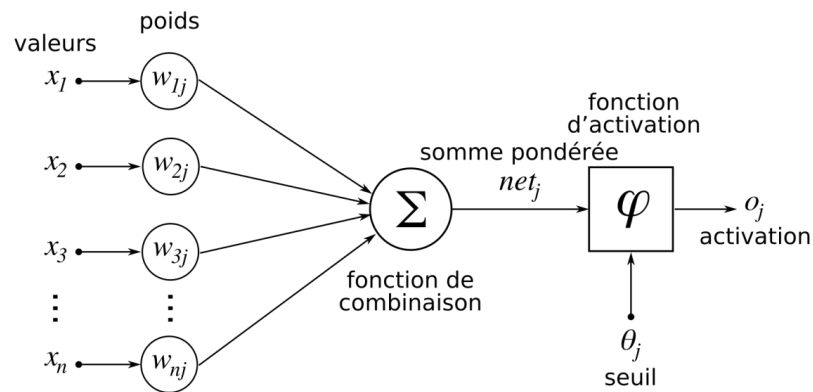 poids
valeurs
x1 w1j
x2 w2j
x3 w3j
⋮ ⋮
xn wnj
Σ
fonction de
combinaison
somme pondérée
netj
fonction
d'activation
φ
oj
activation
θj
seuil